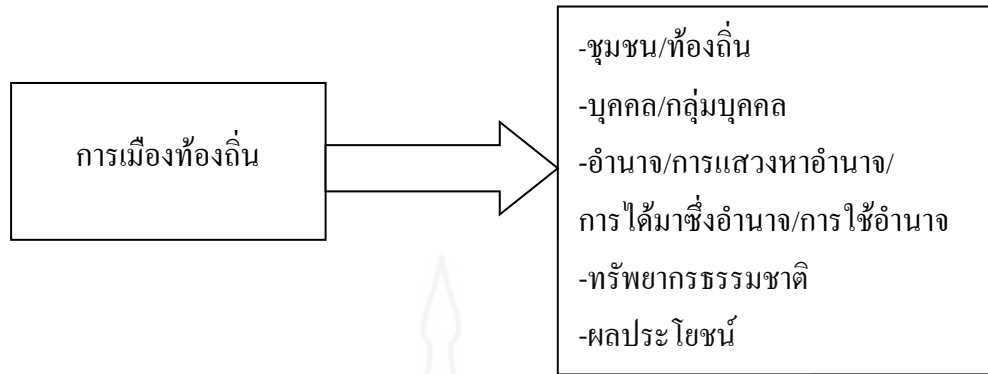 การเมืองท้องถิ่น
-ชุมชน/ท้องถิ่น
-บุคคล/กลุ่มบุคคล
-อำนาจ/การแสวงหาอำนาจ/
การได้มาซึ่งอำนาจ/การใช้อำนาจ
-ทรัพยากรธรรมชาติ
-ผลประโยชน์